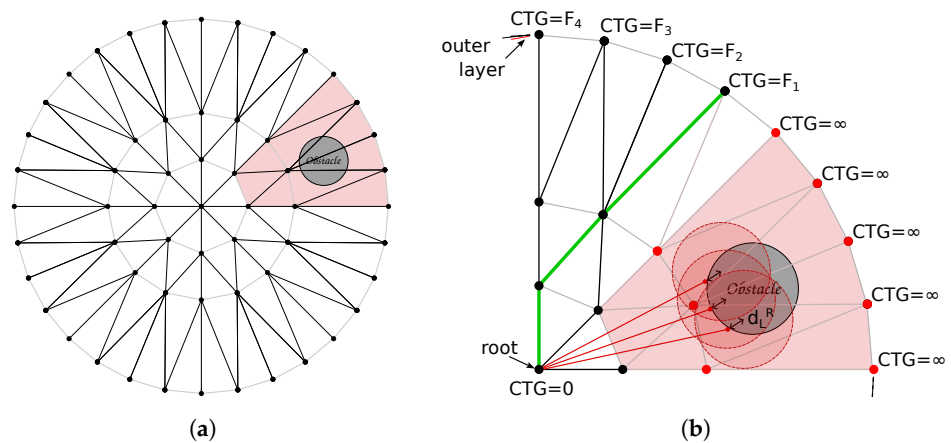 Obstacle
(a)
CTG=F4
CTG=F3
CTG=F2
CTG=F1
outer
layer
CTG=∞
CTG=∞
CTG=∞
Obstacle
CTG=∞
dLR
root
CTG=0
CTG=∞
(b)